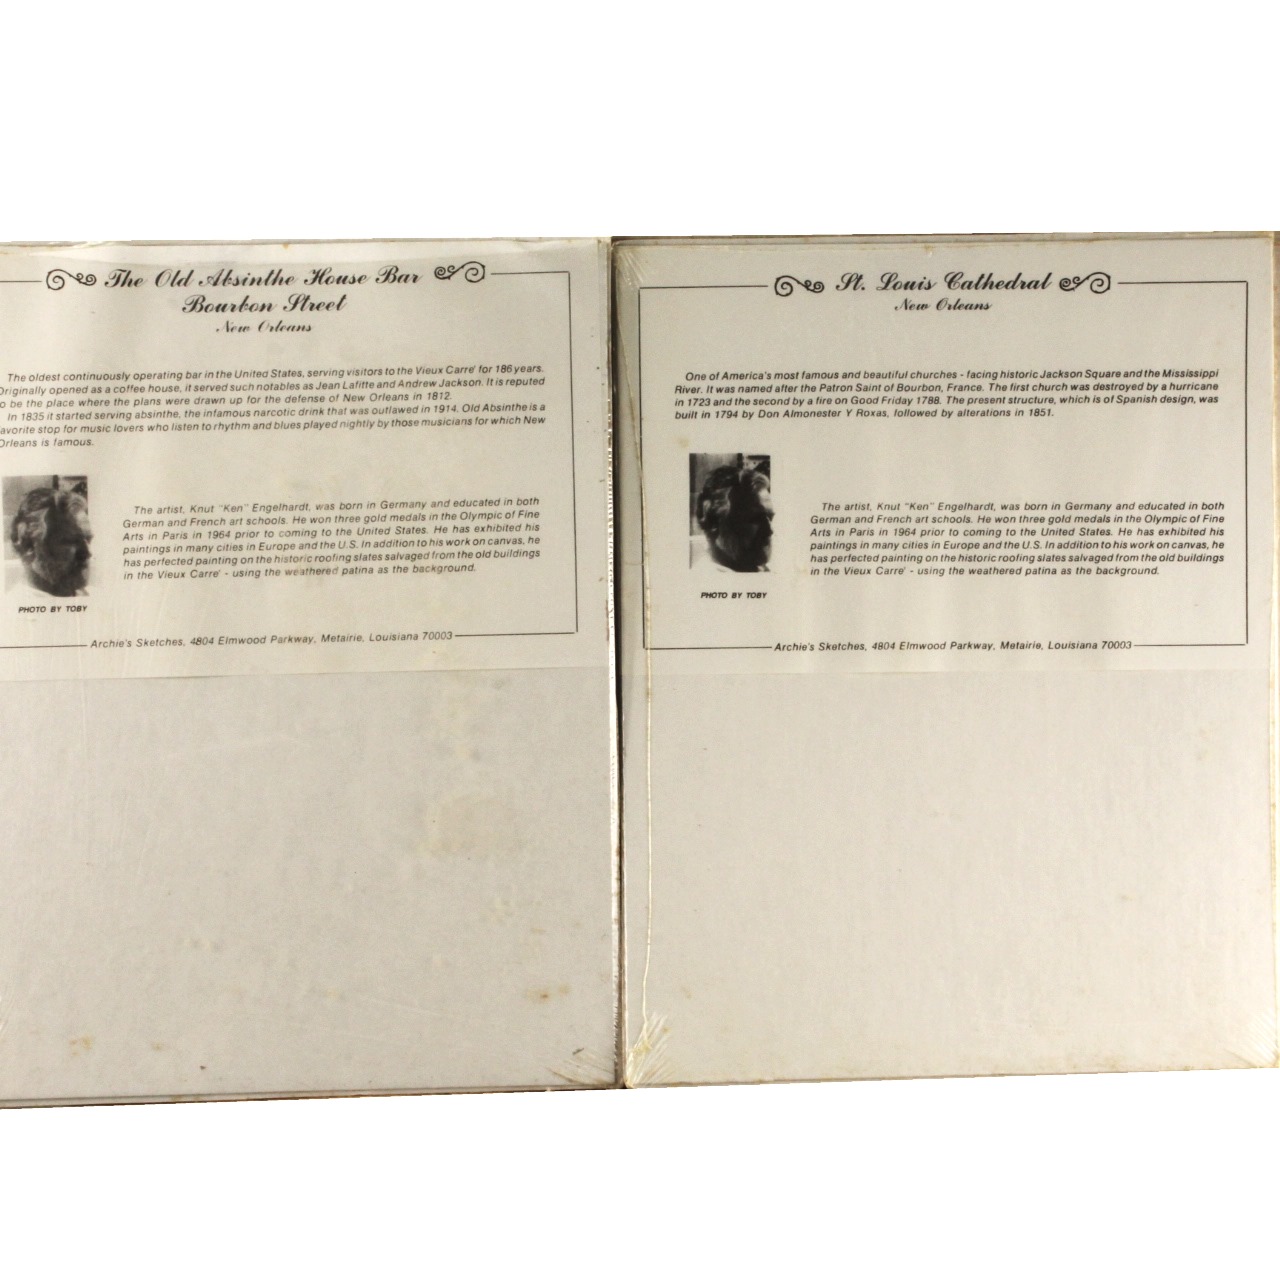 The Old Absinthe House Bar
Bourbon Street
New Orleans
The oldest continuously operating bar in the United States, serving visitors to the Vieux Carre' for 186 years.
Originally opened as a coffee house, it served such notables as Jean Lafitte and Andrew Jackson. It is reputed
to be the place where the plans were drawn up for the defense of New Orleans in 1812.
In 1835 it started serving absinthe, the infamous narcotic drink that was outlawed in 1914. Old Absinthe is a
favorite stop for music lovers who listen to rhythm and blues played nightly by those musicians for which New
Orleans is famous.
The artist, Knut "Ken" Engelhardt, was born in Germany and educated in both
German and French art schools. He won three gold medals in the Olympic of Fine
Arts in Paris in 1964 prior to coming to the United States. He has exhibited his
paintings in many cities in Europe and the U.S. In addition to his work on canvas, he
has perfected painting on the historic roofing slates salvaged from the old buildings
in the Vieux Carre' - using the weathered patina as the background.
PHOTO BY TOBY
Archie's Sketches, 4804 Elmwood Parkway, Metairie, Louisiana 70003
St. Louis Cathedral
New Orleans
One of America's most famous and beautiful churches - facing historic Jackson Square and the Mississippi
River. It was named after the Patron Saint of Bourbon, France. The first church was destroyed by a hurricane
in 1723 and the second by a fire on Good Friday 1788. The present structure, which is of Spanish design, was
built in 1794 by Don Almonester Y Roxas, followed by alterations in 1851.
The artist, Knut "Ken" Engelhardt, was born in Germany and educated in both
German and French art schools. He won three gold medals in the Olympic of Fine
Arts in Paris in 1964 prior to coming to the United States. He has exhibited his
paintings in many cities in Europe and the U.S. In addition to his work on canvas, he
has perfected painting on the historic roofing slates salvaged from the old buildings
in the Vieux Carre' - using the weathered patina as the background.
PHOTO BY TOBY
Archie's Sketches, 4804 Elmwood Parkway, Metairie, Louisiana 70003